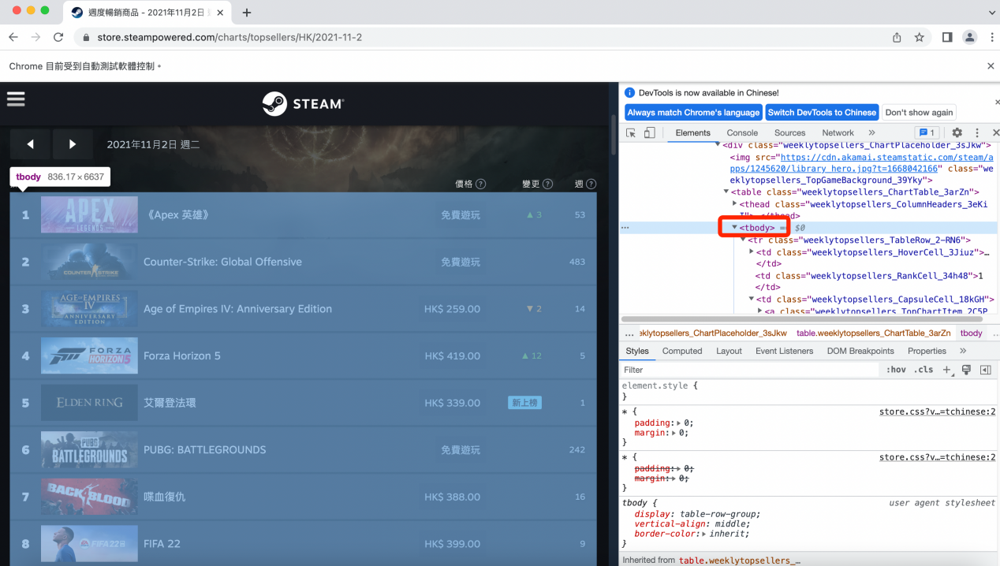 週度暢銷商品 - 2021年11月2日
store.steampowered.com/charts/topsellers/HK/2021-11-2
Chrome 目前受到自動測試軟體控制。
STEAM
2021年11月2日 週二
tbody 836.17×6637
價格 ? 變更 ? 週 ?
1 APEX LEGENDS 《Apex 英雄》 免費遊玩 ▲ 3 53
2 COUNTER STRIKE Counter-Strike: Global Offensive 免費遊玩 483
3 AGE OF EMPIRES IV ANNIVERSARY EDITION Age of Empires IV: Anniversary Edition HK$ 259.00 ▼ 2 14
4 FORZA HORIZON 5 Forza Horizon 5 HK$ 419.00 ▲ 12 5
5 ELDEN RING 艾爾登法環 HK$ 339.00 新上榜 1
6 PUBG BATTLEGROUNDS PUBG: BATTLEGROUNDS 免費遊玩 242
7 BACK 4 BLOOD 喋血復仇 HK$ 388.00 16
8 FIFA 22 FIFA 22 HK$ 399.00 9
DevTools is now available in Chinese!
Always match Chrome's language Switch DevTools to Chinese Don't show again
Elements Console Sources Network » 1
<div class="weeklytopsellers_ChartPlaceholder_3sJkw">
<img src="https://cdn.akamai.steamstatic.com/steam/a
pps/1245620/library_hero.jpg?t=1668042166" class="we
eklytopsellers_TopGameBackground_39Yky">
<table class="weeklytopsellers_ChartTable_3arZn">
<thead class="weeklytopsellers_ColumnHeaders_3eKi
</thead>
<tbody> == $0
<tr class="weeklytopsellers_TableRow_2-RN6">
<td class="weeklytopsellers_HoverCell_3Jiuz">…
</td>
<td class="weeklytopsellers_RankCell_34h48">1
</td>
<td class="weeklytopsellers_CapsuleCell_18kGH">
<a class="weeklytopsellers_TopChartItem_2C5P
… eklytopsellers_ChartPlaceholder_3sJkw table.weeklytopsellers_ChartTable_3arZn tbody …
Styles Computed Layout Event Listeners DOM Breakpoints Properties »
Filter :hov .cls +
element.style {
}
* { store.css?v…=tchinese:2
padding: 0;
margin: 0;
}
* { store.css?v…=tchinese:2
padding: 0;
margin: 0;
}
tbody { user agent stylesheet
display: table-row-group;
vertical-align: middle;
border-color: inherit;
}
Inherited from table.weeklytopsellers_…